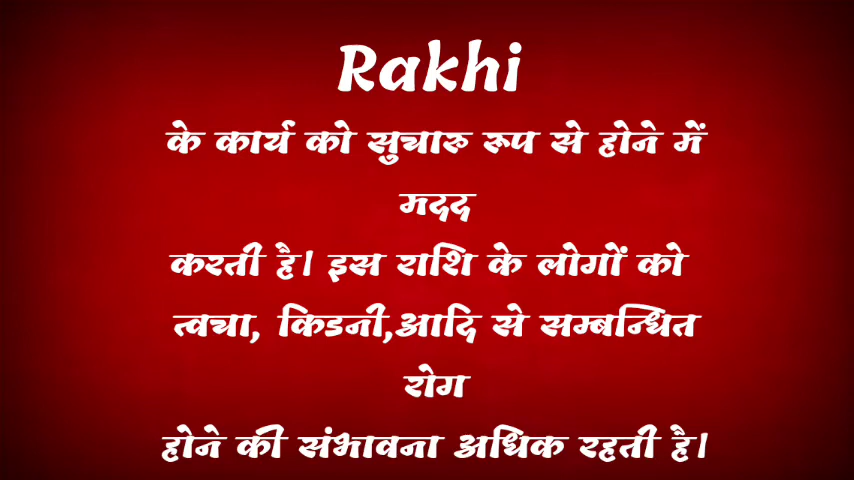 Rakhi
के कार्य को सुचारु रूप से होने में
मदद
करती है। इस राशि के लोगों को
त्वचा, किडनी,आदि से सम्बन्धित
रोग
होने की संभावना अधिक रहती है।